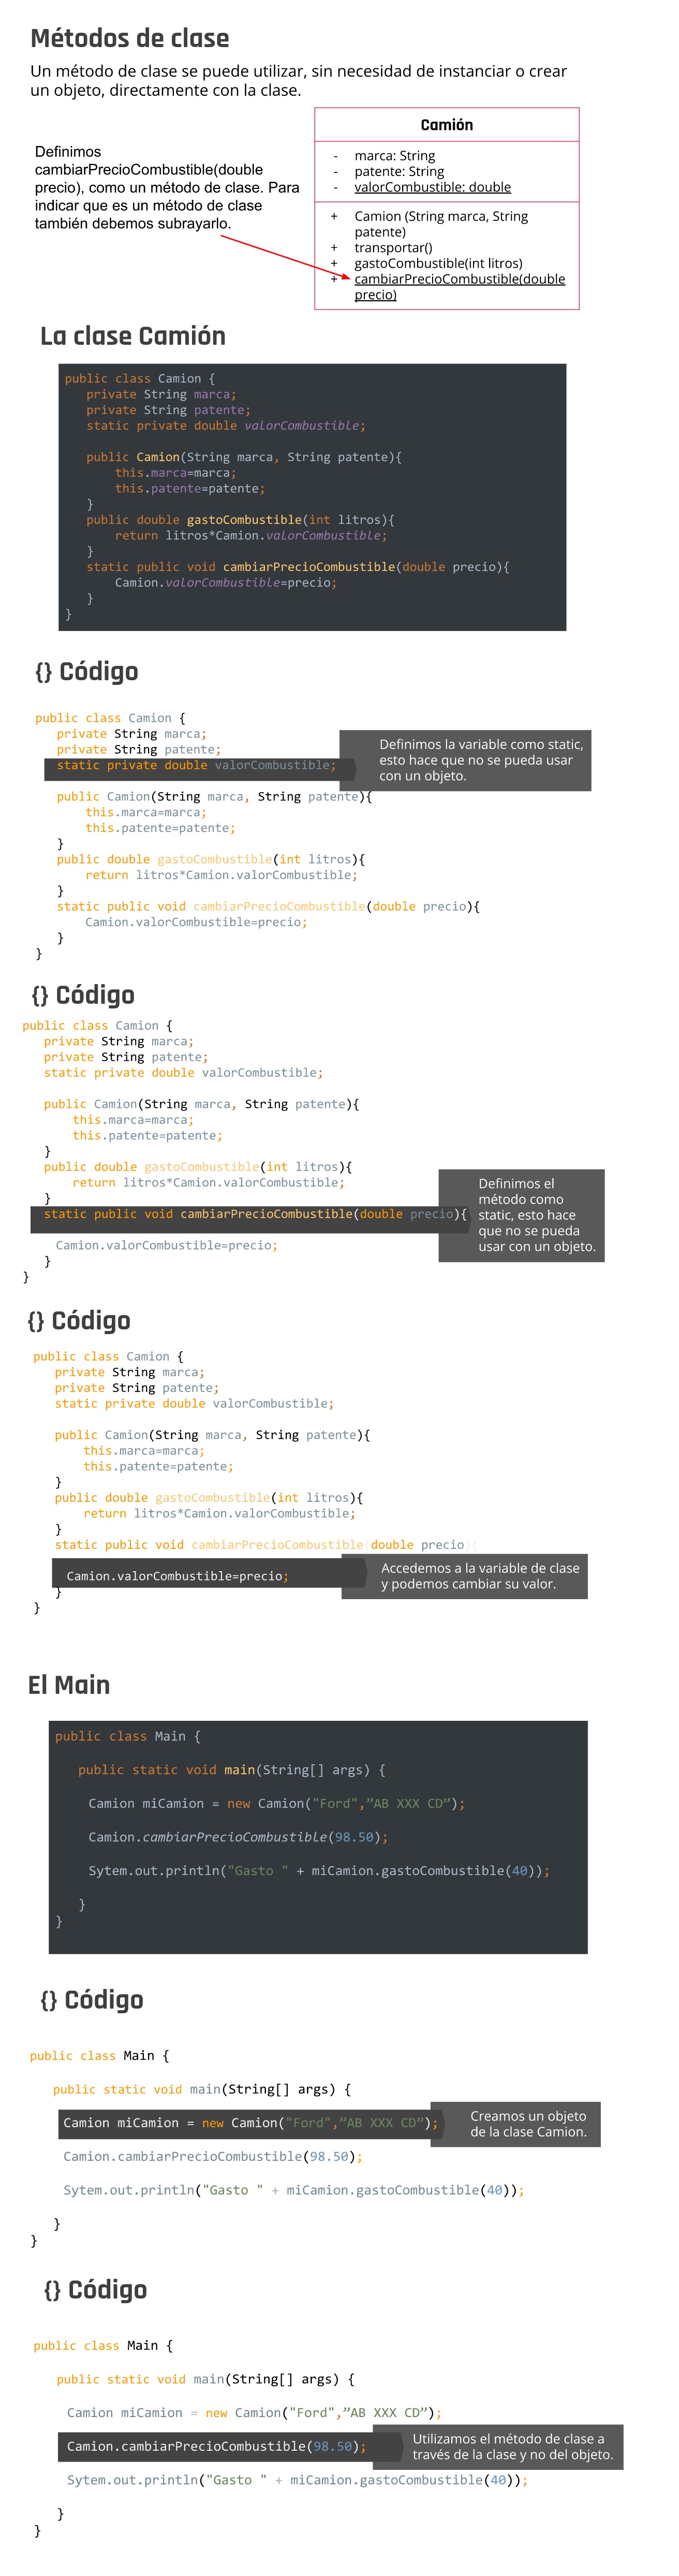 Métodos de clase
Un método de clase se puede utilizar, sin necesidad de instanciar o crear
un objeto, directamente con la clase.
Definimos
cambiarPrecioCombustible(double
precio), como un método de clase. Para
indicar que es un método de clase
también debemos subrayarlo.
Camión
- marca: String
- patente: String
- valorCombustible: double
+ Camion (String marca, String
patente)
+ transportar()
+ gastoCombustible(int litros)
+ cambiarPrecioCombustible(double
precio)
La clase Camión
public class Camion {
private String marca;
private String patente;
static private double valorCombustible;
public Camion(String marca, String patente){
this.marca=marca;
this.patente=patente;
}
public double gastoCombustible(int litros){
return litros*Camion.valorCombustible;
}
static public void cambiarPrecioCombustible(double precio){
Camion.valorCombustible=precio;
}
}
{} Código
public class Camion {
private String marca;
private String patente;
static private double valorCombustible;
Definimos la variable como static,
esto hace que no se pueda usar
con un objeto.
public Camion(String marca, String patente){
this.marca=marca;
this.patente=patente;
}
public double gastoCombustible(int litros){
return litros*Camion.valorCombustible;
}
static public void cambiarPrecioCombustible(double precio){
Camion.valorCombustible=precio;
}
}
{} Código
public class Camion {
private String marca;
private String patente;
static private double valorCombustible;
public Camion(String marca, String patente){
this.marca=marca;
this.patente=patente;
}
public double gastoCombustible(int litros){
return litros*Camion.valorCombustible;
}
static public void cambiarPrecioCombustible(double precio){
Definimos el
método como
static, esto hace
que no se pueda
usar con un objeto.
Camion.valorCombustible=precio;
}
}
{} Código
public class Camion {
private String marca;
private String patente;
static private double valorCombustible;
public Camion(String marca, String patente){
this.marca=marca;
this.patente=patente;
}
public double gastoCombustible(int litros){
return litros*Camion.valorCombustible;
}
static public void cambiarPrecioCombustible(double precio){
Camion.valorCombustible=precio;
Accedemos a la variable de clase
y podemos cambiar su valor.
}
}
El Main
public class Main {
public static void main(String[] args) {
Camion miCamion = new Camion("Ford",”AB XXX CD”);
Camion.cambiarPrecioCombustible(98.50);
Sytem.out.println("Gasto " + miCamion.gastoCombustible(40));
}
}
{} Código
public class Main {
public static void main(String[] args) {
Camion miCamion = new Camion("Ford",”AB XXX CD”);
Creamos un objeto
de la clase Camion.
Camion.cambiarPrecioCombustible(98.50);
Sytem.out.println("Gasto " + miCamion.gastoCombustible(40));
}
}
{} Código
public class Main {
public static void main(String[] args) {
Camion miCamion = new Camion("Ford",”AB XXX CD”);
Camion.cambiarPrecioCombustible(98.50);
Utilizamos el método de clase a
través de la clase y no del objeto.
Sytem.out.println("Gasto " + miCamion.gastoCombustible(40));
}
}